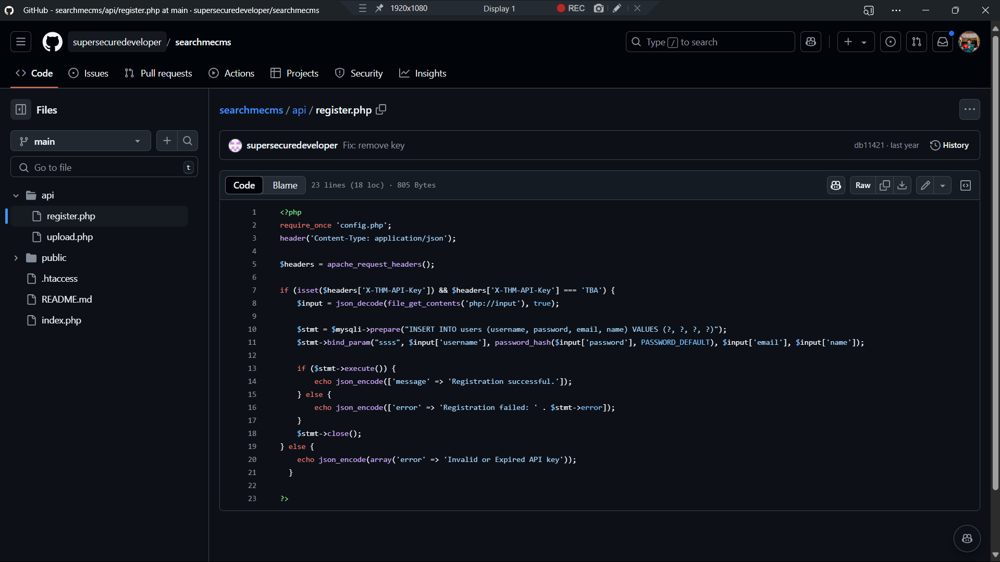 GitHub - searchmecms/api/register.php at main · supersecuredeveloper/searchmecms
1920x1080
Display 1
REC
supersecuredeveloper / searchmecms
Type / to search
Code
Issues
Pull requests
Actions
Projects
Security
Insights
Files
searchmecms / api / register.php
main
supersecuredeveloper Fix: remove key
db11421 · last year
History
Go to file
t
Code
Blame
23 lines (18 loc) · 805 Bytes
Raw
api
register.php
upload.php
public
.htaccess
README.md
index.php
1 <?php
2 require_once 'config.php';
3 header('Content-Type: application/json');
4
5 $headers = apache_request_headers();
6
7 if (isset($headers['X-THM-API-Key']) && $headers['X-THM-API-Key'] === 'TBA') {
8 $input = json_decode(file_get_contents('php://input'), true);
9
10 $stmt = $mysqli->prepare("INSERT INTO users (username, password, email, name) VALUES (?, ?, ?, ?)");
11 $stmt->bind_param("ssss", $input['username'], password_hash($input['password'], PASSWORD_DEFAULT), $input['email'], $input['name']);
12
13 if ($stmt->execute()) {
14 echo json_encode(['message' => 'Registration successful.']);
15 } else {
16 echo json_encode(['error' => 'Registration failed: ' . $stmt->error]);
17 }
18 $stmt->close();
19 } else {
20 echo json_encode(array('error' => 'Invalid or Expired API key'));
21 }
22
23 ?>